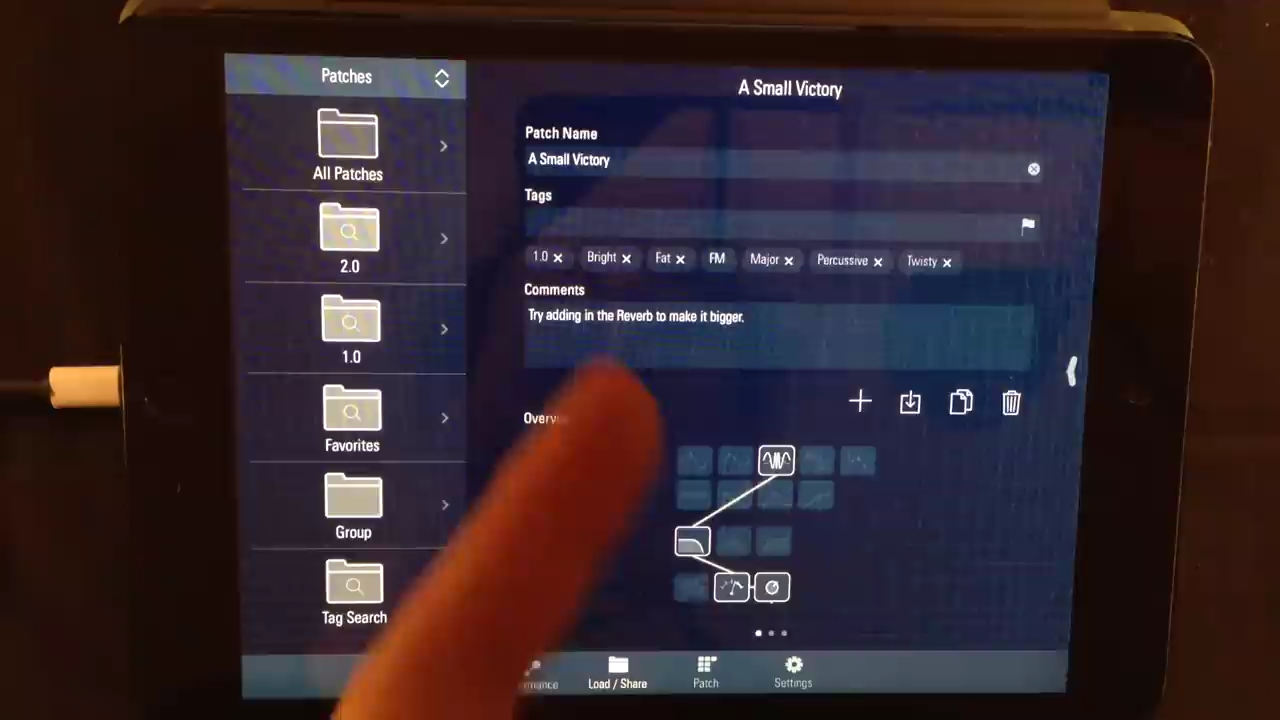 Patches
All Patches
2.0
1.0
Favorites
Group
Tag Search
A Small Victory
Patch Name
A Small Victory
Tags
1.0 Bright Fat FM Major Percussive Twisty
Comments
Try adding in the Reverb to make it bigger.
Load / Share Patch Settings